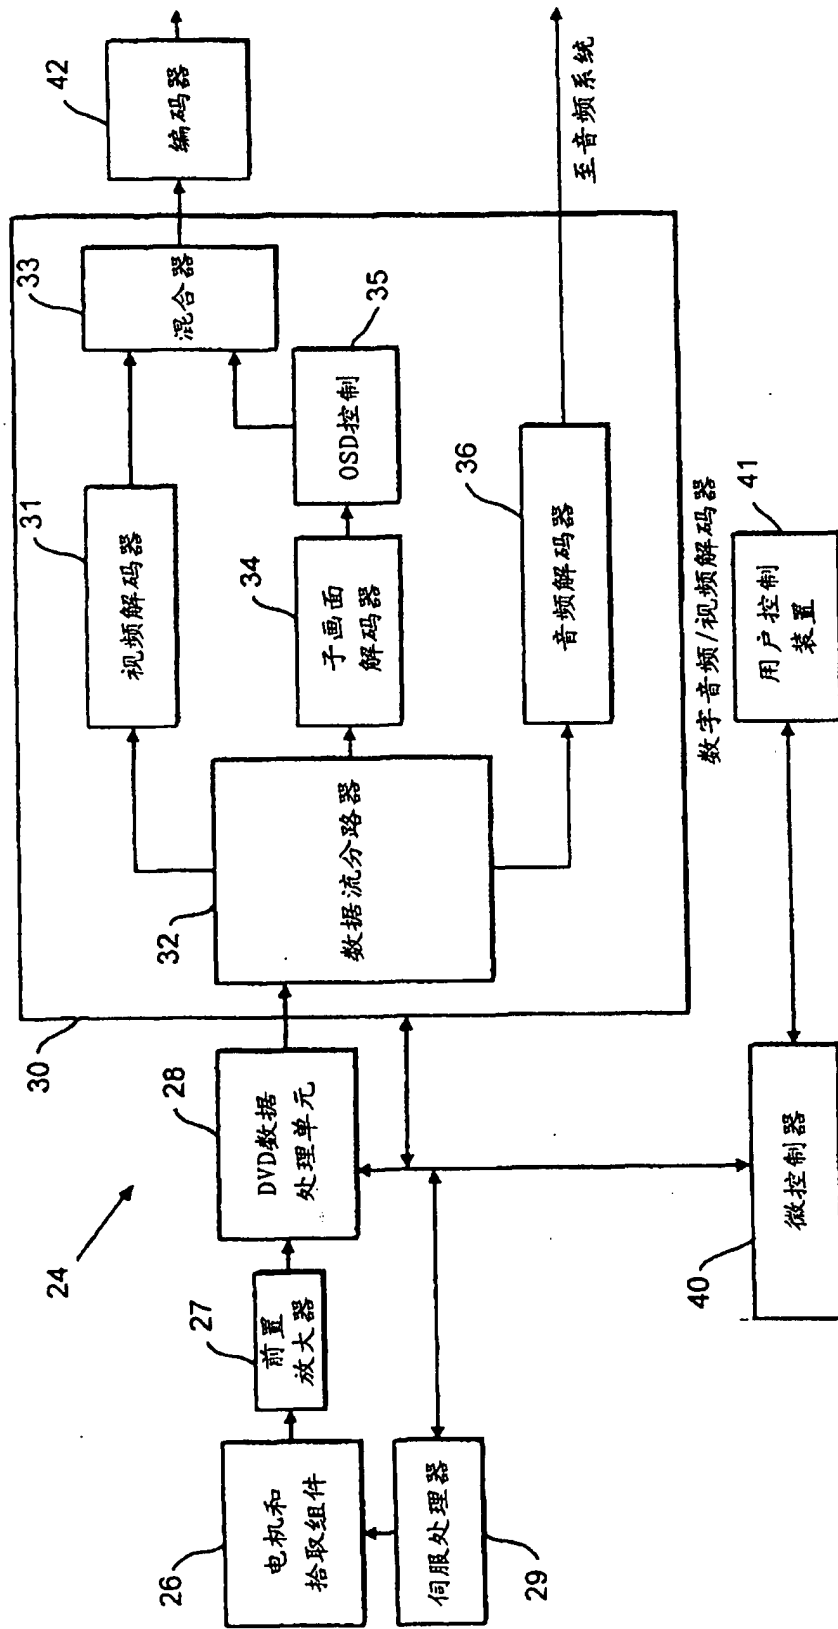 24
26
电机和
拾取组件
27
前置
放大器
28
DVD数据
处理单元
29
伺服处理器
30
32
数据流分路器
31
视频解码器
34
子画面
解码器
35
OSD控制
33
混合器
36
音频解码器
42
编码器
至音频系统
数字音频/视频解码器
40
微控制器
41
用户控制
装置